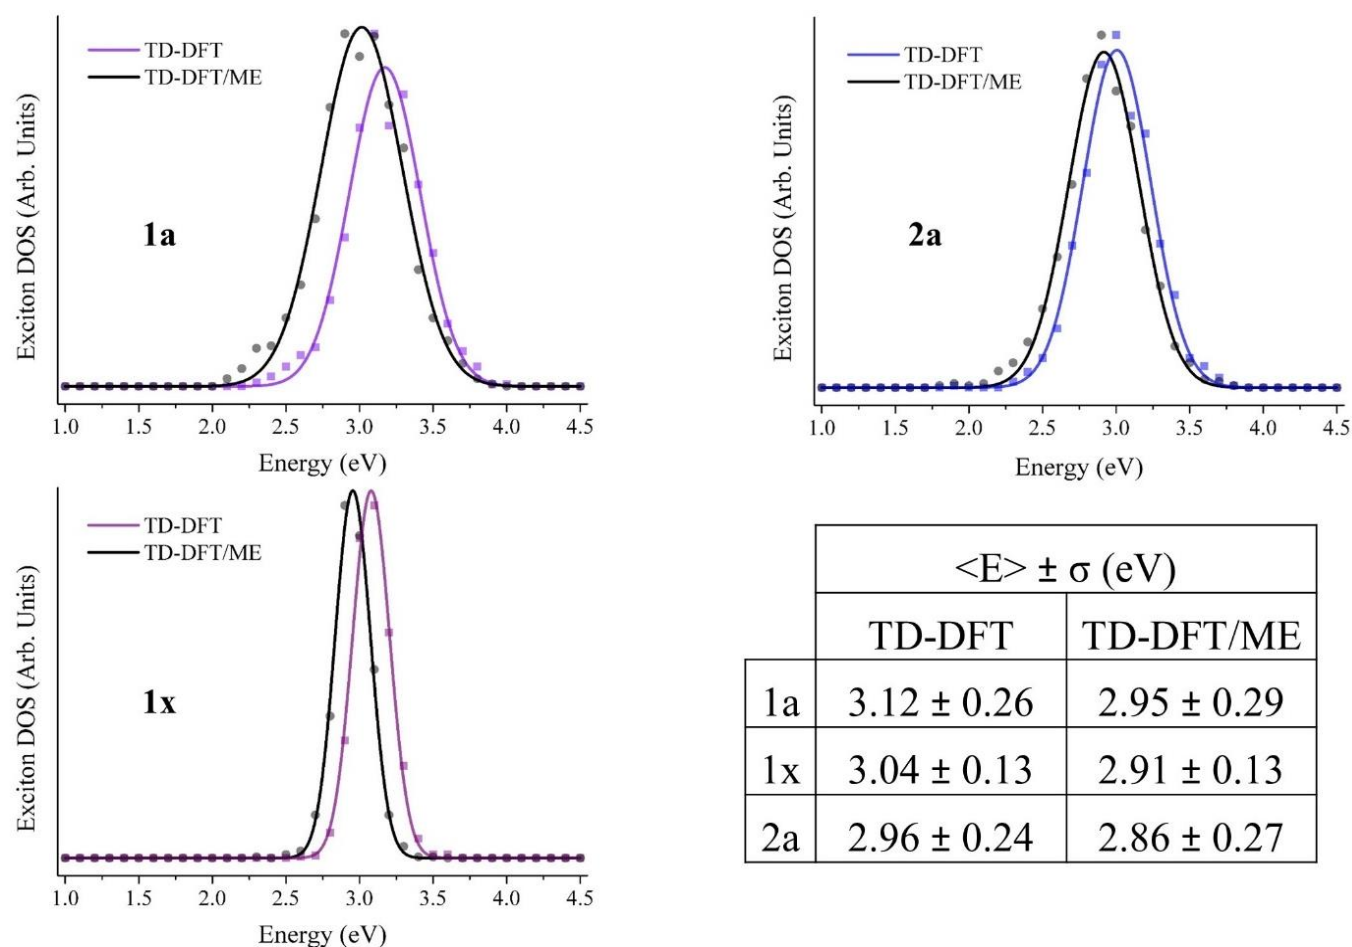 Exciton DOS (Arb. Units)
TD-DFT
TD-DFT/ME
1a
1.0 1.5 2.0 2.5 3.0 3.5 4.0 4.5
Energy (eV)
Exciton DOS (Arb. Units)
TD-DFT
TD-DFT/ME
2a
1.0 1.5 2.0 2.5 3.0 3.5 4.0 4.5
Energy (eV)
Exciton DOS (Arb. Units)
TD-DFT
TD-DFT/ME
1x
1.0 1.5 2.0 2.5 3.0 3.5 4.0 4.5
Energy (eV)
<E> ± σ (eV)
TD-DFT TD-DFT/ME
1a 3.12 ± 0.26 2.95 ± 0.29
1x 3.04 ± 0.13 2.91 ± 0.13
2a 2.96 ± 0.24 2.86 ± 0.27